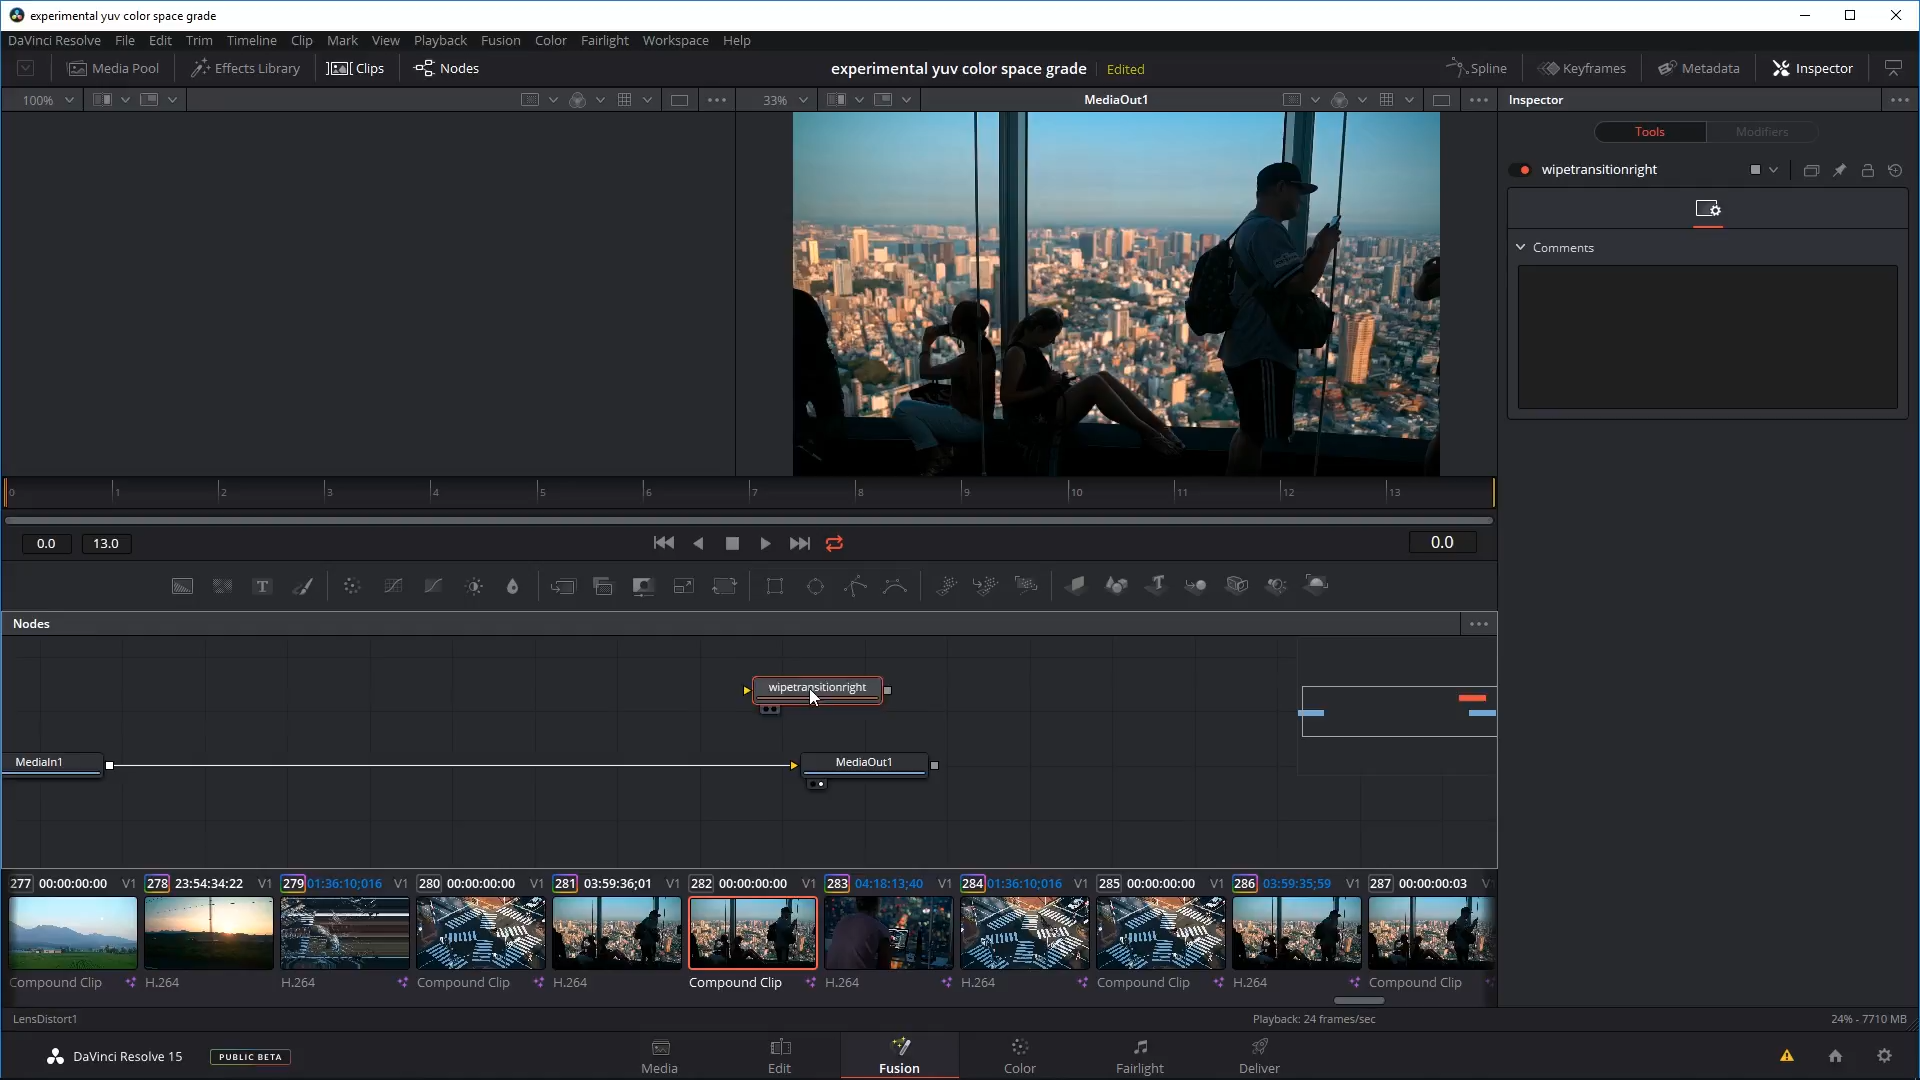 experimental yuv color space grade
DaVinci Resolve File Edit Trim Timeline Clip Mark View Playback Fusion Color Fairlight Workspace Help
Media Pool Effects Library Clips Nodes experimental yuv color space grade Edited Spline Keyframes Metadata Inspector
100% 33% MediaOut1 Inspector
Tools Modifiers
wipetransitionright
Comments
0 1 2 3 4 5 6 7 8 9 10 11 12 13
0.0 13.0 0.0
Nodes
wipetransitionright
MediaIn1 MediaOut1
277 00:00:00:00 V1 278 23:54:34:22 V1 279 01:36:10;016 V1 280 00:00:00:00 V1 281 03:59:36;01 V1 282 00:00:00:00 V1 283 04:18:13;40 V1 284 01:36:10;016 V1 285 00:00:00:00 V1 286 03:59:35;59 V1 287 00:00:00:03
Compound Clip H.264 H.264 Compound Clip H.264 Compound Clip H.264 H.264 Compound Clip H.264 Compound Clip
LensDistort1 Playback: 24 frames/sec 24% - 7710 MB
DaVinci Resolve 15 PUBLIC BETA Media Edit Fusion Color Fairlight Deliver